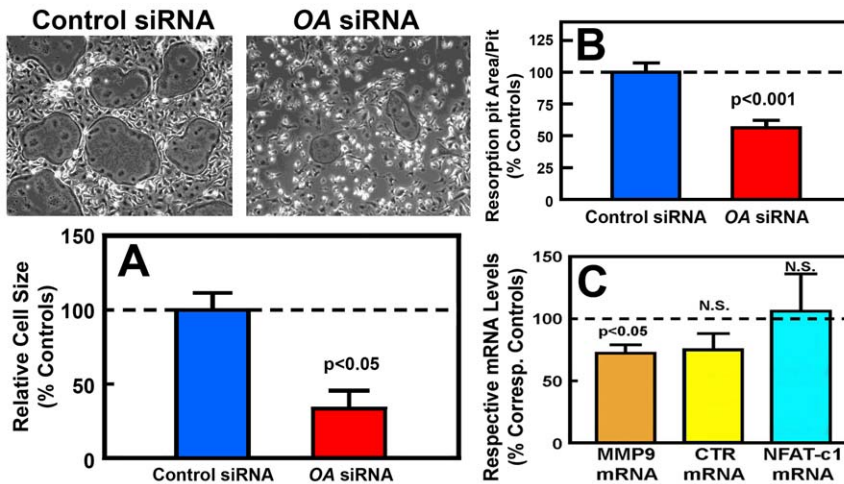 Control siRNA
OA siRNA
A
Relative Cell Size
(% Controls)
150
100
50
0
p<0.05
Control siRNA
OA siRNA
B
Resorption pit Area/Pit
(% Controls)
125
100
75
50
25
0
p<0.001
Control siRNA
OA siRNA
C
Respective mRNA Levels
(% Corresp. Controls)
150
100
50
0
p<0.05
N.S.
N.S.
MMP9
mRNA
CTR
mRNA
NFAT-c1
mRNA